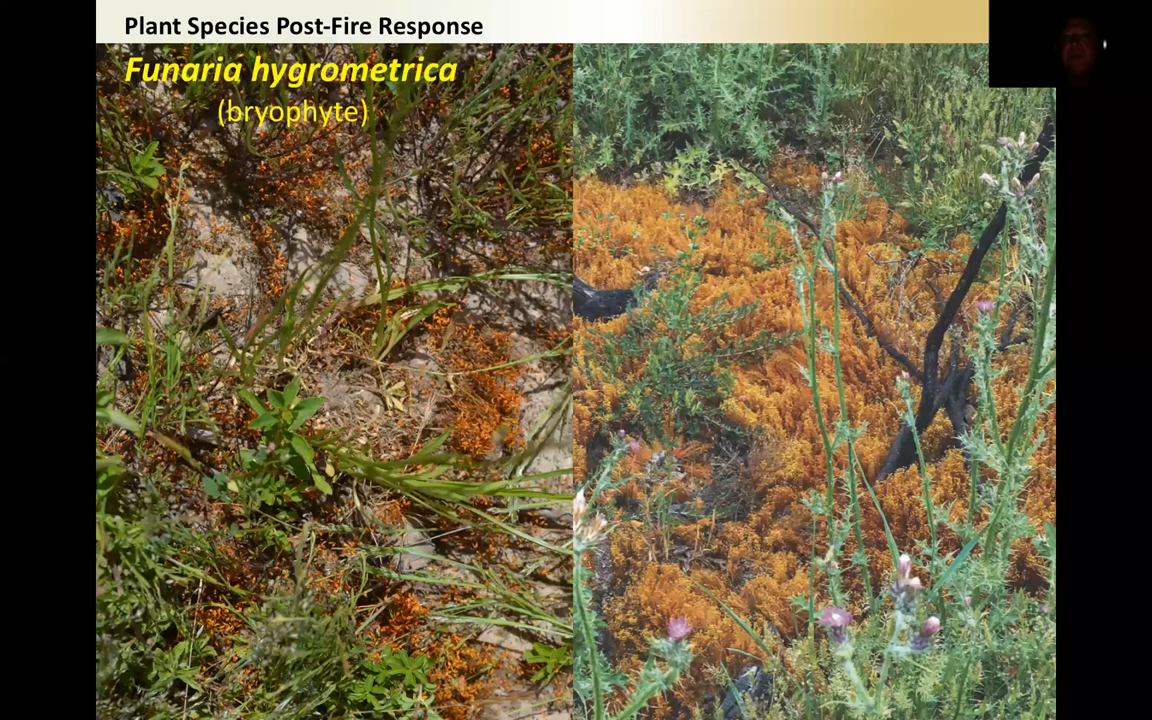 Plant Species Post-Fire Response
Funaria hygrometrica
(bryophyte)